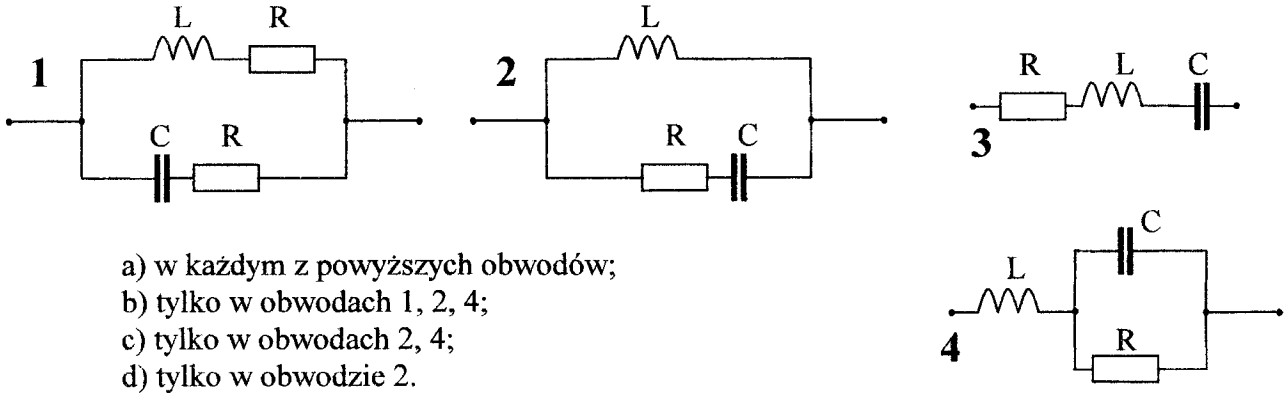 L R
1
C R
L
2
R C
R L C
3
C
L
4
R
a) w każdym z powyższych obwodów;
b) tylko w obwodach 1, 2, 4;
c) tylko w obwodach 2, 4;
d) tylko w obwodzie 2.